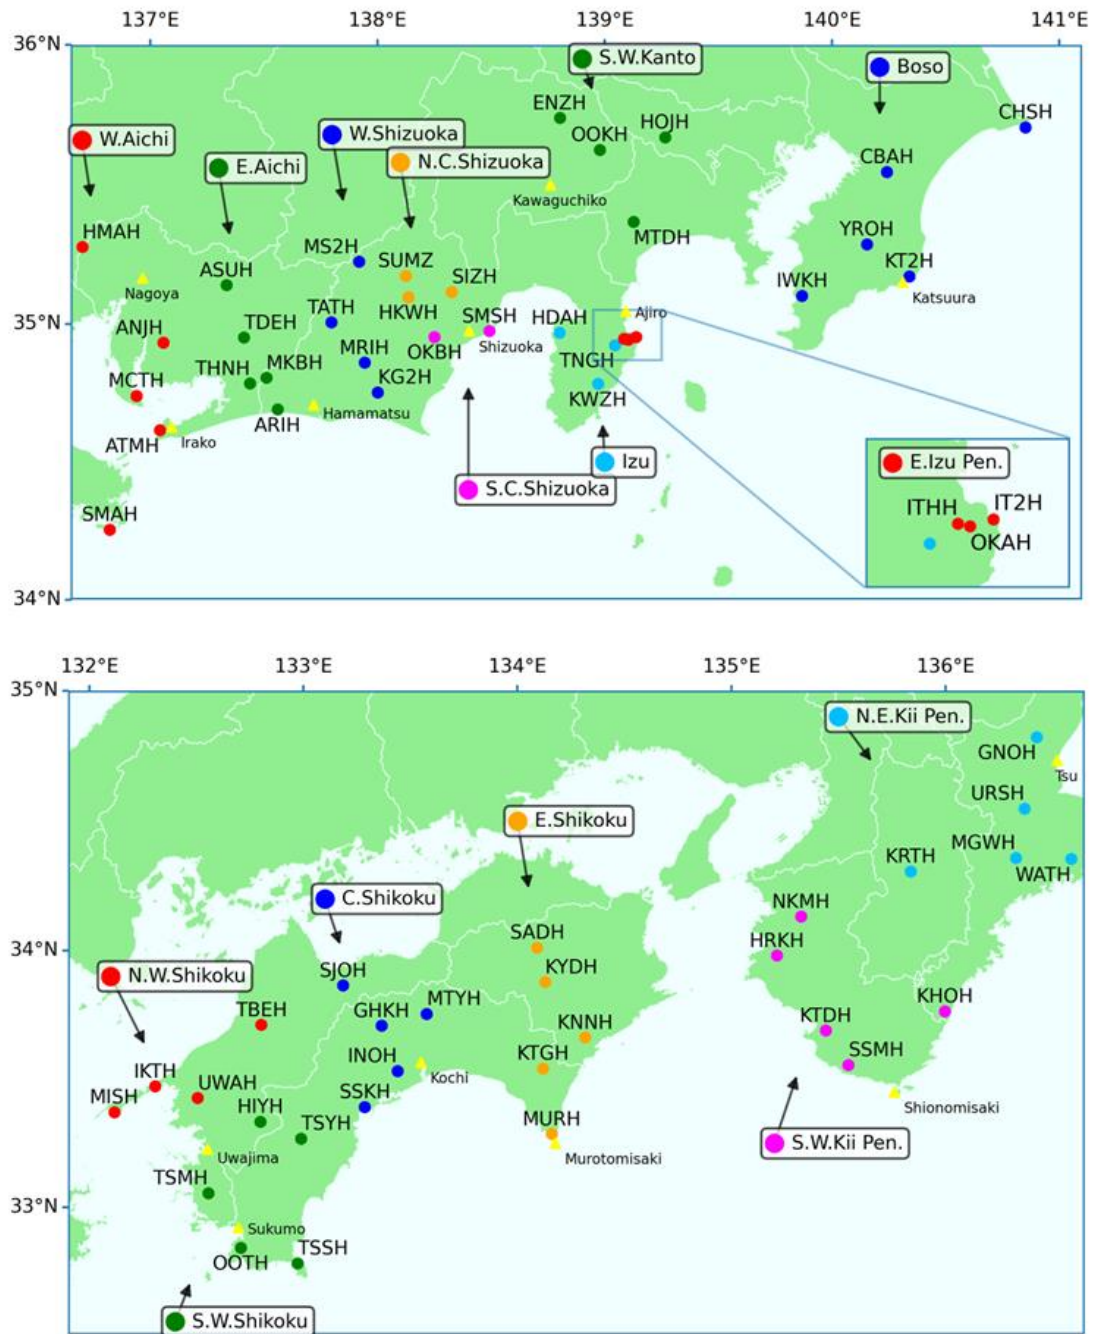 137°E 138°E 139°E 140°E 141°E
36°N
S.W.Kanto
Boso
ENZH
CHSH
W.Aichi
W.Shizuoka
OOKH
HOJH
E.Aichi
N.C.Shizuoka
CBAH
Kawaguchiko
HMAH
MS2H
SUMZ
MTDH
YROH
ASUH
SIZH
KT2H
Nagoya
IWKH
Katsuura
TATH
HKWH
SMSH
HDAH
Ajiro
35°N
ANJH
TDEH
MRIH
OKBH
Shizuoka
THNH
MKBH
TNGH
MCTH
KG2H
KWZH
Hamamatsu
ARIH
ATMH
Irako
Izu
E.Izu Pen.
S.C.Shizuoka
SMAH
ITHH
IT2H
OKAH
34°N
132°E 133°E 134°E 135°E 136°E
35°N
N.E.Kii Pen.
GNOH
Tsu
URSH
E.Shikoku
MGWH
KRTH
WATH
C.Shikoku
NKMH
SADH
34°N
HRKH
N.W.Shikoku
SJOH
KYDH
TBEH
GHKH
MTYH
KHOH
KNNH
KTDH
IKTH
INOH
KTGH
SSMH
MISH
UWAH
Kochi
SSKH
HIYH
Shionomisaki
TSYH
MURH
S.W.Kii Pen.
Uwajima
Murotomisaki
TSMH
33°N
Sukumo
OOTH
TSSH
S.W.Shikoku